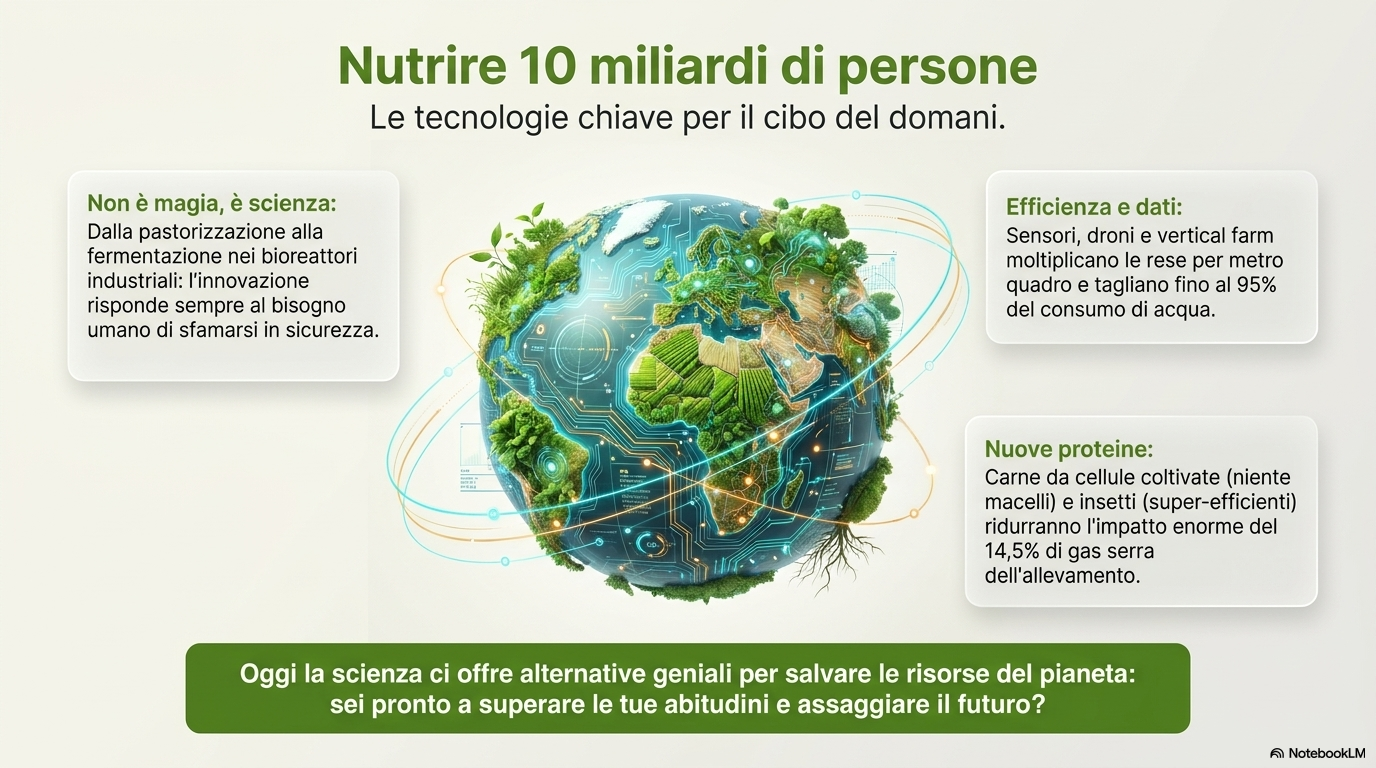 Nutrire 10 miliardi di persone
Le tecnologie chiave per il cibo del domani.
Non è magia, è scienza:
Dalla pastorizzazione alla
fermentazione nei bioreattori
industriali: l'innovazione
risponde sempre al bisogno
umano di sfamarsi in sicurezza.
Efficienza e dati:
Sensori, droni e vertical farm
moltiplicano le rese per metro
quadro e tagliano fino al 95%
del consumo di acqua.
Nuove proteine:
Carne da cellule coltivate (niente
macelli) e insetti (super-efficienti)
ridurranno l'impatto enorme del
14,5% di gas serra
dell'allevamento.
Oggi la scienza ci offre alternative geniali per salvare le risorse del pianeta:
sei pronto a superare le tue abitudini e assaggiare il futuro?
NotebookLM